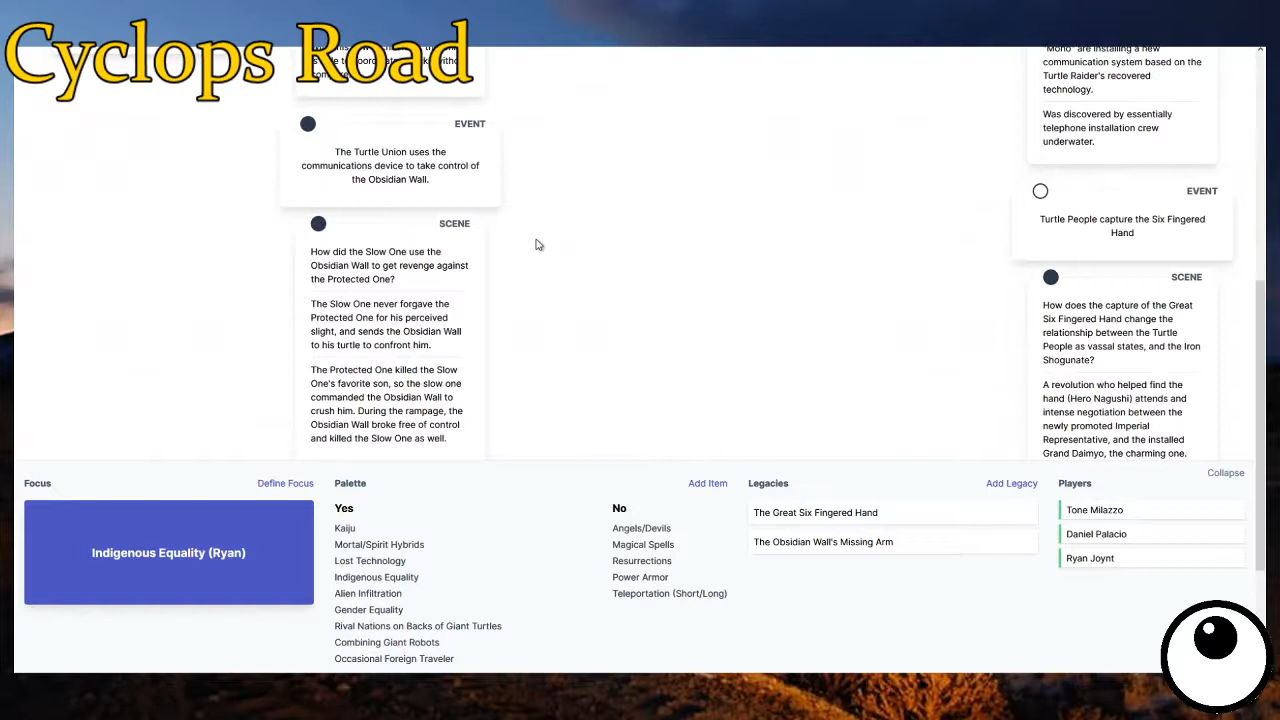 Cyclops Road
EVENT
The Turtle Union uses the
communications device to take control of
the Obsidian Wall.
SCENE
How did the Slow One use the
Obsidian Wall to get revenge against
the Protected One?
The Slow One never forgave the
Protected One for his perceived
slight, and sends the Obsidian Wall
to his turtle to confront him.
The Protected One killed the Slow
One's favorite son, so the slow one
commanded the Obsidian Wall to
crush him. During the rampage, the
Obsidian Wall broke free of control
and killed the Slow One as well.
"Mono" are installing a new
communication system based on the
Turtle Raider's recovered
technology.
Was discovered by essentially
telephone installation crew
underwater.
EVENT
Turtle People capture the Six Fingered
Hand
SCENE
How does the capture of the Great
Six Fingered Hand change the
relationship between the Turtle
People as vassal states, and the Iron
Shogunate?
A revolution who helped find the
hand (Hero Nagushi) attends and
intense negotiation between the
newly promoted Imperial
Representative, and the installed
Grand Daimyo, the charming one.
Collapse
Focus
Define Focus
Indigenous Equality (Ryan)
Palette
Add Item
Yes
Kaiju
Mortal/Spirit Hybrids
Lost Technology
Indigenous Equality
Alien Infiltration
Gender Equality
Rival Nations on Backs of Giant Turtles
Combining Giant Robots
Occasional Foreign Traveler
No
Angels/Devils
Magical Spells
Resurrections
Power Armor
Teleportation (Short/Long)
Legacies
Add Legacy
The Great Six Fingered Hand
The Obsidian Wall's Missing Arm
Players
Tone Milazzo
Daniel Palacio
Ryan Joynt